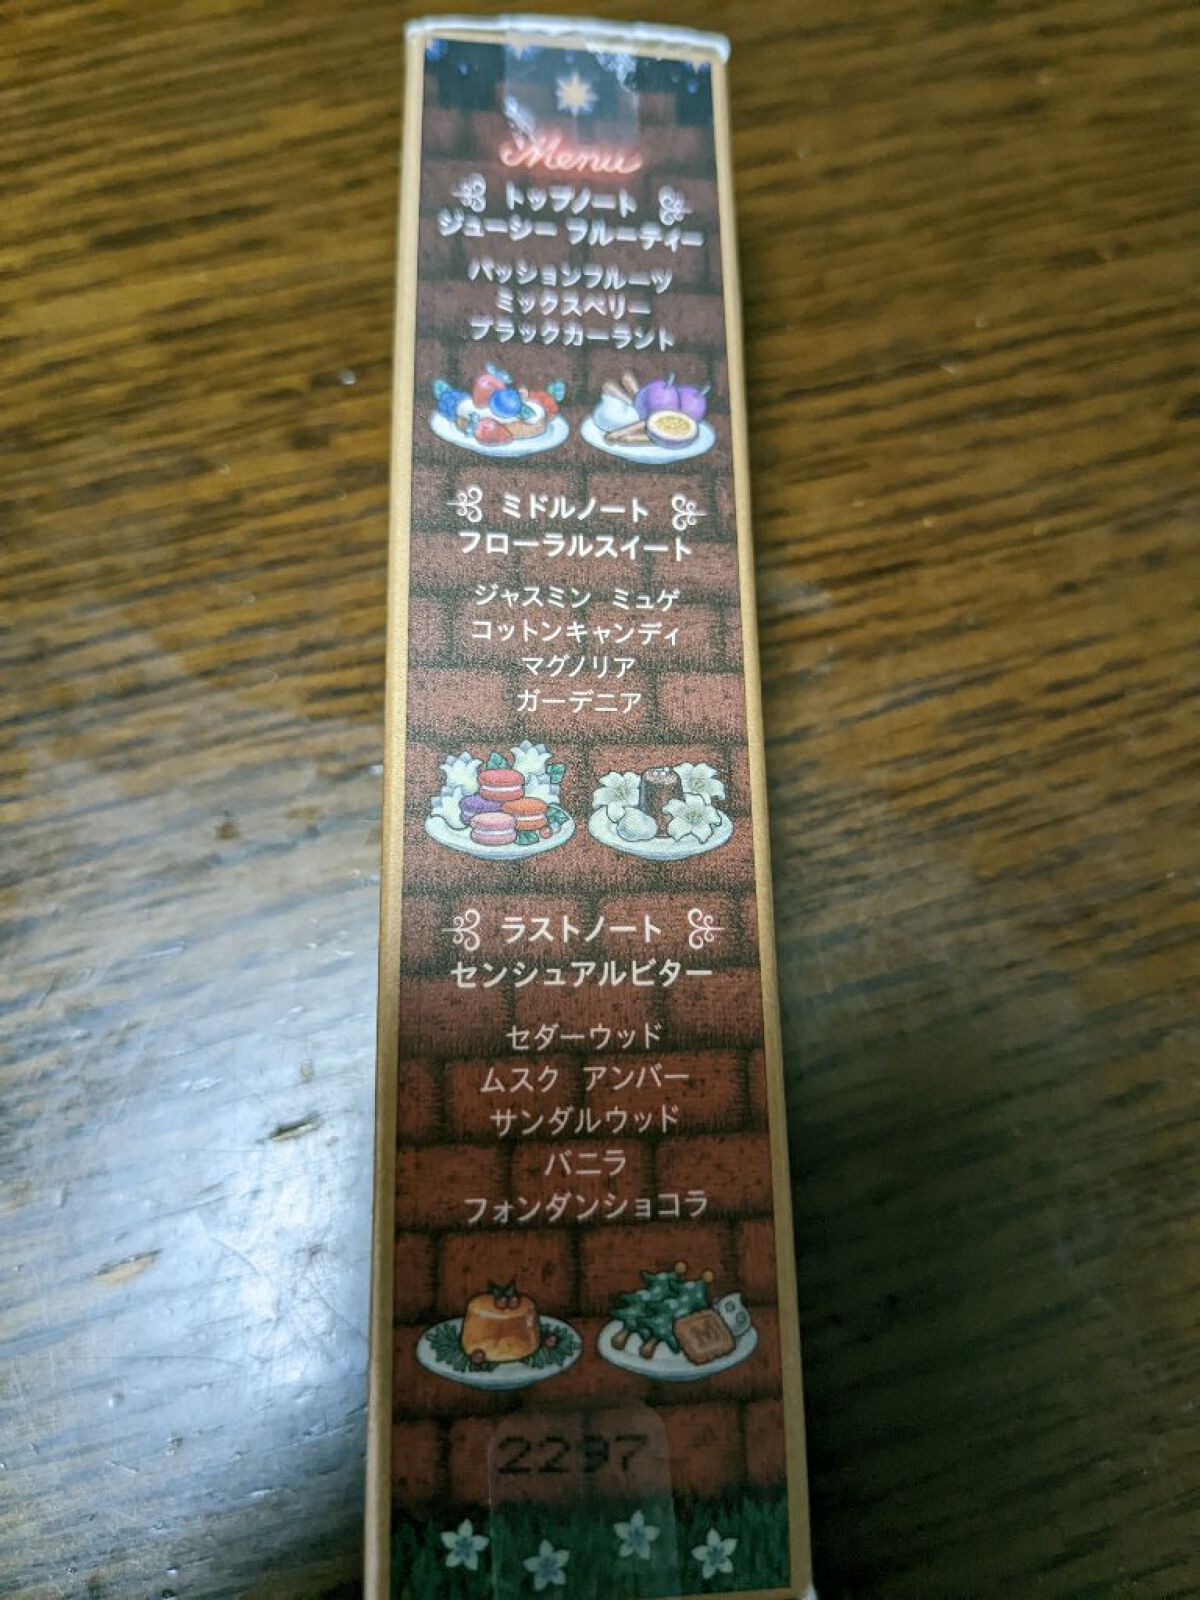 Menu
トップノート
ジューシー フルーティー
パッションフルーツ
ミックスベリー
ブラックカーラント
ミドルノート
フローラルスイート
ジャスミン ミュゲ
コットンキャンディ
マグノリア
ガーデニア
ラストノート
センシュアルビター
セダーウッド
ムスク アンバー
サンダルウッド
バニラ
フォンダンショコラ
2297